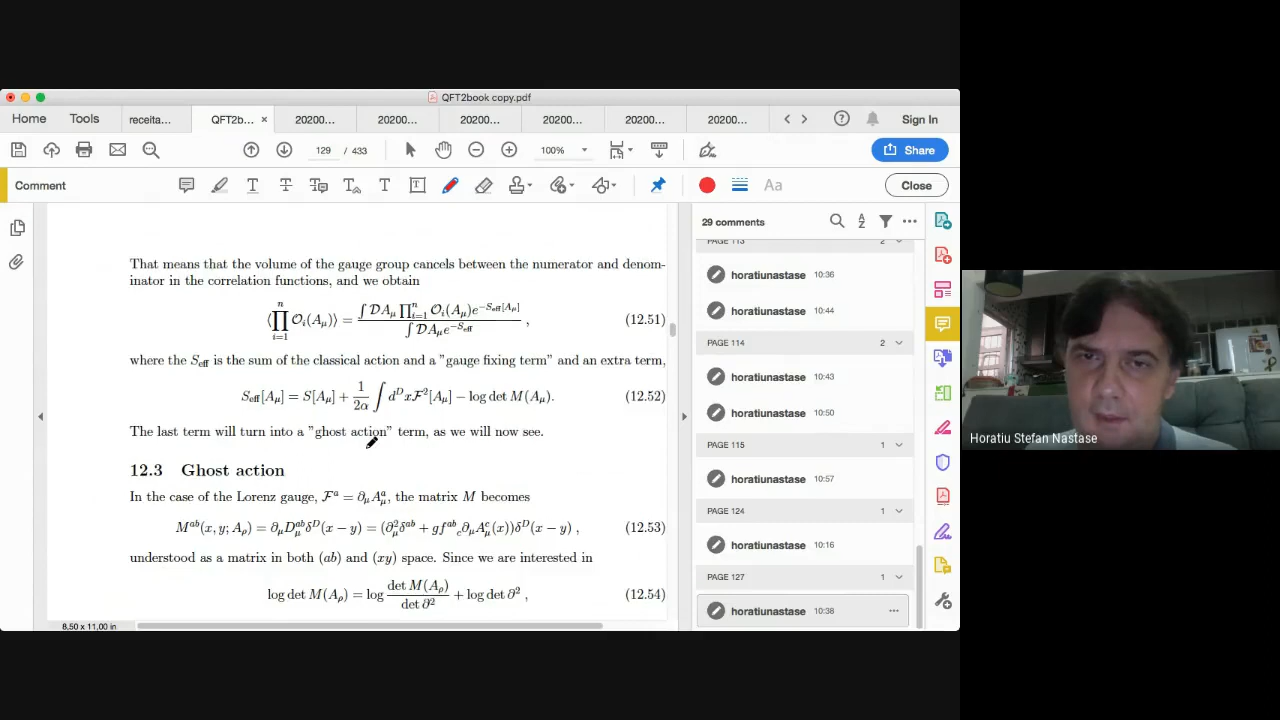 QFT2book copy.pdf
Home Tools receita... QFT2b... × 20200... 20200... 20200... 20200... 20200... 20200... Sign In
129 / 433 100% Share
Comment Close
29 comments
PAGE 113 2
horatiunastase 10:36
horatiunastase 10:44
PAGE 114 2
horatiunastase 10:43
horatiunastase 10:50
PAGE 115 1
horatiunastase 10:57
PAGE 124 1
horatiunastase 10:16
PAGE 127 1
horatiunastase 10:38 ...
That means that the volume of the gauge group cancels between the numerator and denom-
inator in the correlation functions, and we obtain
⟨∏_{i=1}^{n} O_i(A_μ)⟩ = ∫ DA_μ ∏_{i=1}^{n} O_i(A_μ)e^{−S_eff[A_μ]} / ∫ DA_μ e^{−S_eff} , (12.51)
where the S_eff is the sum of the classical action and a "gauge fixing term" and an extra term,
S_eff[A_μ] = S[A_μ] + 1/2α ∫ d^D x F²[A_μ] − log det M(A_μ). (12.52)
The last term will turn into a "ghost action" term, as we will now see.
12.3 Ghost action
In the case of the Lorenz gauge, F^a = ∂_μ A^a_μ, the matrix M becomes
M^{ab}(x, y; A_ρ) = ∂_μ D^{ab}_μ δ^D(x − y) = (∂²_μ δ^{ab} + g f^{ab}_c ∂_μ A^c_μ(x))δ^D(x − y) , (12.53)
understood as a matrix in both (ab) and (xy) space. Since we are interested in
log det M(A_ρ) = log det M(A_ρ) / det ∂² + log det ∂² , (12.54)
8,50 x 11,00 in
Horatiu Stefan Nastase